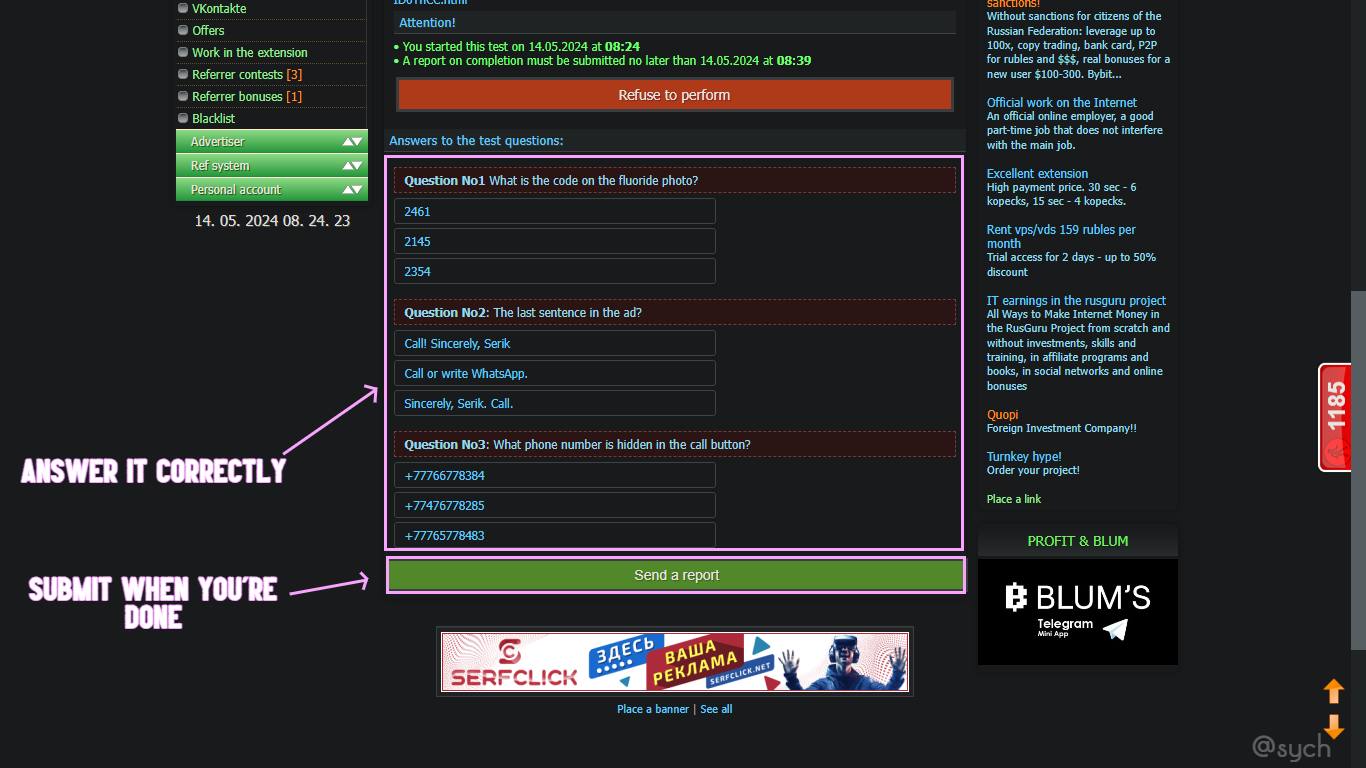 VKontakte
Offers
Work in the extension
Referrer contests [3]
Referrer bonuses [1]
Blacklist
Advertiser
Ref system
Personal account
14. 05. 2024 08. 24. 23
Attention!
• You started this test on 14.05.2024 at 08:24
• A report on completion must be submitted no later than 14.05.2024 at 08:39
Refuse to perform
Answers to the test questions:
Question No1 What is the code on the fluoride photo?
2461
2145
2354
Question No2: The last sentence in the ad?
Call! Sincerely, Serik
Call or write WhatsApp.
Sincerely, Serik. Call.
Question No3: What phone number is hidden in the call button?
+77766778384
+77476778285
+77765778483
Send a report
ANSWER IT CORRECTLY
SUBMIT WHEN YOU'RE
DONE
SERFCLICK
ЗДЕСЬ
ВАША
РЕКЛАМА
SERFCLICK.NET
Place a banner | See all
sanctions!
Without sanctions for citizens of the
Russian Federation: leverage up to
100x, copy trading, bank card, P2P
for rubles and $$$, real bonuses for a
new user $100-300. Bybit...
Official work on the Internet
An official online employer, a good
part-time job that does not interfere
with the main job.
Excellent extension
High payment price. 30 sec - 6
kopecks, 15 sec - 4 kopecks.
Rent vps/vds 159 rubles per
month
Trial access for 2 days - up to 50%
discount
IT earnings in the rusguru project
All Ways to Make Internet Money in
the RusGuru Project from scratch and
without investments, skills and
training, in affiliate programs and
books, in social networks and online
bonuses
Quopi
Foreign Investment Company!!
Turnkey hype!
Order your project!
Place a link
PROFIT & BLUM
BLUM'S
Telegram
Mini App
1185
@sych